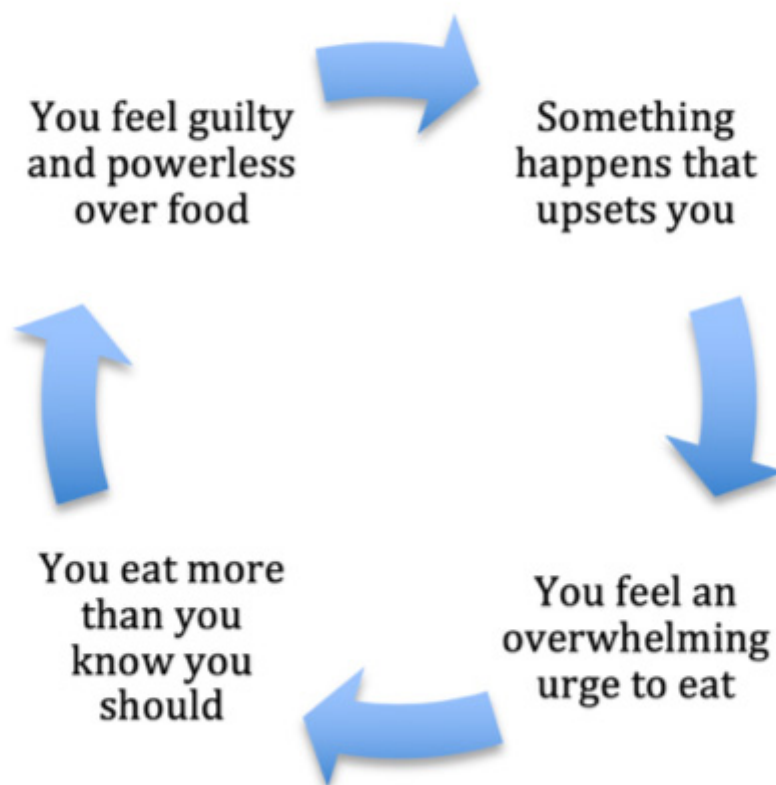 You feel guilty
and powerless
over food
Something
happens that
upsets you
You feel an
overwhelming
urge to eat
You eat more
than you
know you
should